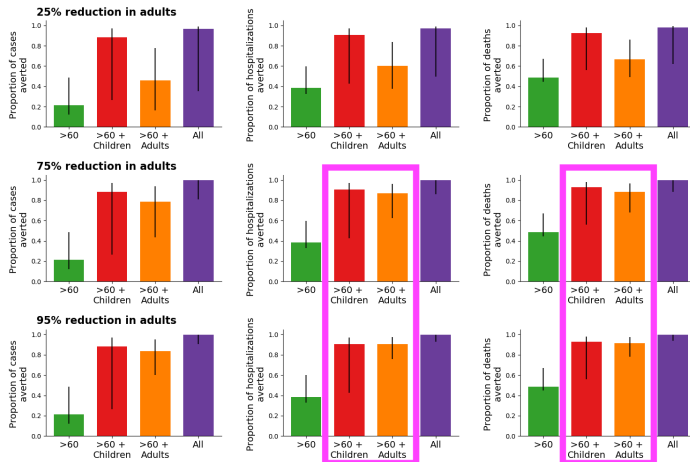 25% reduction in adults
Proportion of cases
averted
1.0
0.8
0.6
0.4
0.2
0.0
>60
>60 +
Children
>60 +
Adults
All
Proportion of hospitalizations
averted
1.0
0.8
0.6
0.4
0.2
0.0
>60
>60 +
Children
>60 +
Adults
All
Proportion of deaths
averted
1.0
0.8
0.6
0.4
0.2
0.0
>60
>60 +
Children
>60 +
Adults
All
75% reduction in adults
Proportion of cases
averted
1.0
0.8
0.6
0.4
0.2
0.0
>60
>60 +
Children
>60 +
Adults
All
Proportion of hospitalizations
averted
1.0
0.8
0.6
0.4
0.2
0.0
>60
>60 +
Children
>60 +
Adults
All
Proportion of deaths
averted
1.0
0.8
0.6
0.4
0.2
0.0
>60
>60 +
Children
>60 +
Adults
All
95% reduction in adults
Proportion of cases
averted
1.0
0.8
0.6
0.4
0.2
0.0
>60
>60 +
Children
>60 +
Adults
All
Proportion of hospitalizations
averted
1.0
0.8
0.6
0.4
0.2
0.0
>60
>60 +
Children
>60 +
Adults
All
Proportion of deaths
averted
1.0
0.8
0.6
0.4
0.2
0.0
>60
>60 +
Children
>60 +
Adults
All